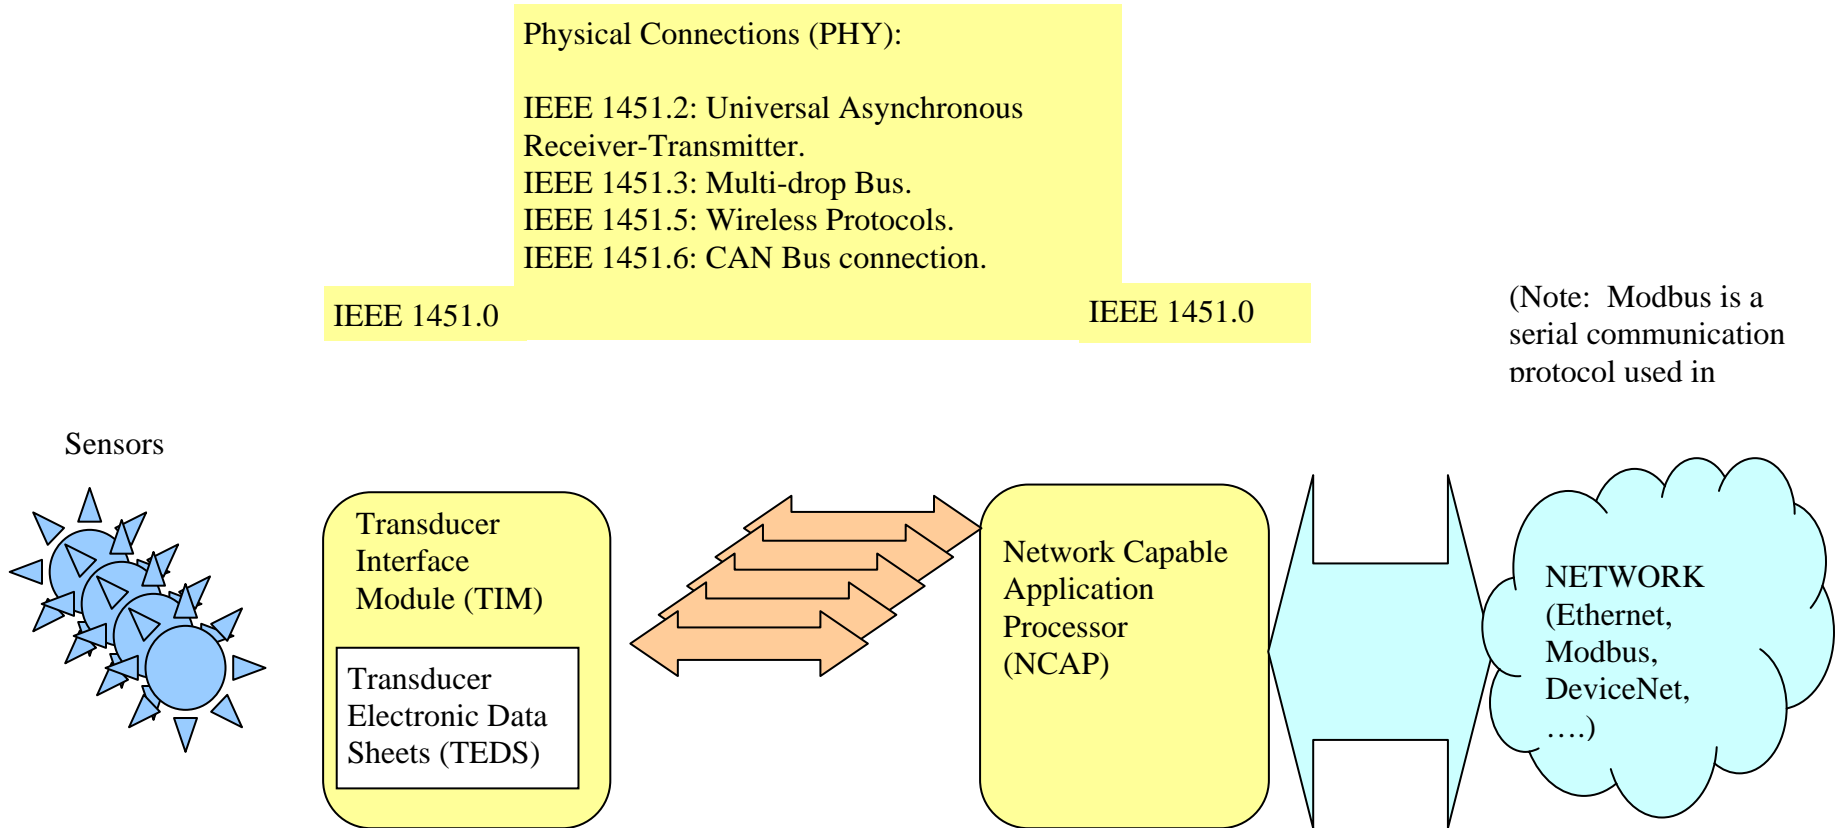 Physical Connections (PHY):
IEEE 1451.2: Universal Asynchronous
Receiver-Transmitter.
IEEE 1451.3: Multi-drop Bus.
IEEE 1451.5: Wireless Protocols.
IEEE 1451.6: CAN Bus connection.
IEEE 1451.0
IEEE 1451.0
(Note: Modbus is a
serial communication
protocol used in
Sensors
Transducer
Interface
Module (TIM)
Transducer
Electronic Data
Sheets (TEDS)
Network Capable
Application
Processor
(NCAP)
NETWORK
(Ethernet,
Modbus,
DeviceNet,
….)